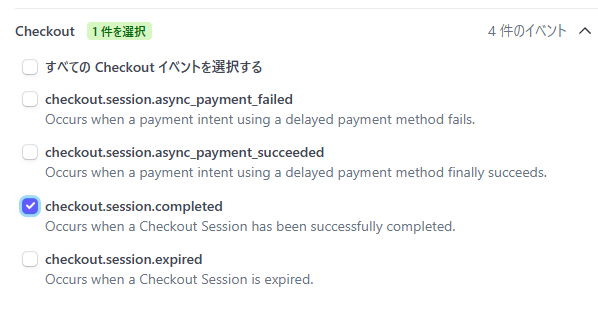 Checkout 1 件を選択 4 件のイベント
すべての Checkout イベントを選択する
checkout.session.async_payment_failed
Occurs when a payment intent using a delayed payment method fails.
checkout.session.async_payment_succeeded
Occurs when a payment intent using a delayed payment method finally succeeds.
checkout.session.completed
Occurs when a Checkout Session has been successfully completed.
checkout.session.expired
Occurs when a Checkout Session is expired.